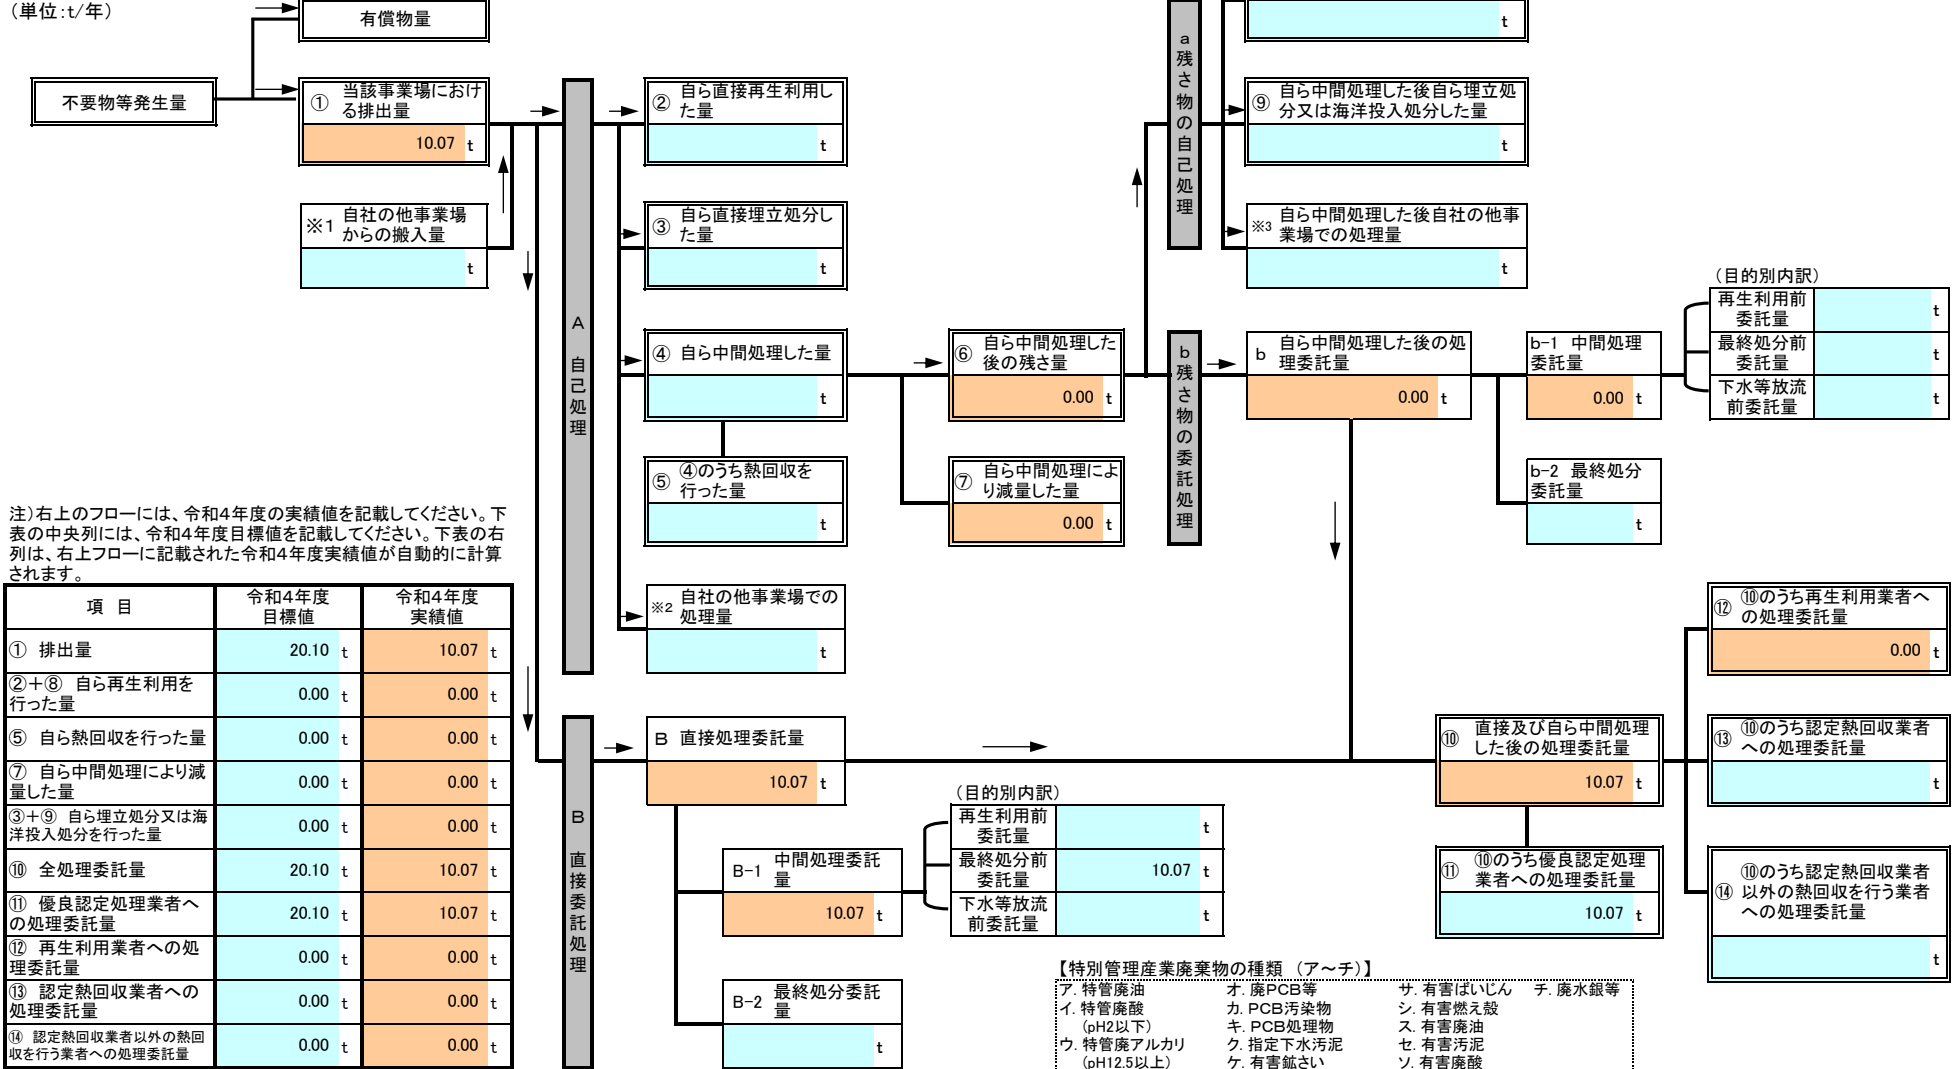 （単位：t/年）
有償物量
不要物等発生量
① 当該事業場におけ
る排出量
10.07 t
※1 自社の他事業場
からの搬入量
t
A 自己処理
② 自ら直接再生利用し
た量
t
③ 自ら直接埋立処分し
た量
t
④ 自ら中間処理した量
t
⑤ ④のうち熱回収を
行った量
t
※2 自社の他事業場での
処理量
t
⑥ 自ら中間処理した
後の残さ量
0.00 t
⑦ 自ら中間処理によ
り減量した量
0.00 t
a 残さ物の自己処理
t
⑨ 自ら中間処理した後自ら埋立処
分又は海洋投入処分した量
t
※3 自ら中間処理した後自社の他事
業場での処理量
t
b 残さ物の委託処理
b 自ら中間処理した後の処
理委託量
0.00 t
b-1 中間処理
委託量
0.00 t
b-2 最終処分
委託量
t
（目的別内訳）
再生利用前
委託量
t
最終処分前
委託量
t
下水等放流
前委託量
t
注）右上のフローには、令和４年度の実績値を記載してください。下
表の中央列には、令和４年度目標値を記載してください。下表の右
列は、右上フローに記載された令和４年度実績値が自動的に計算
されます。
項 目 令和４年度
目標値 令和４年度
実績値
① 排出量 20.10 t 10.07 t
②＋⑧ 自ら再生利用を
行った量 0.00 t 0.00 t
⑤ 自ら熱回収を行った量 0.00 t 0.00 t
⑦ 自ら中間処理により減
量した量 0.00 t 0.00 t
③＋⑨ 自ら埋立処分又は海
洋投入処分を行った量 0.00 t 0.00 t
⑩ 全処理委託量 20.10 t 10.07 t
⑪ 優良認定処理業者へ
の処理委託量 20.10 t 10.07 t
⑫ 再生利用業者への処
理委託量 0.00 t 0.00 t
⑬ 認定熱回収業者への
処理委託量 0.00 t 0.00 t
⑭ 認定熱回収業者以外の熱回
収を行う業者への処理委託量 0.00 t 0.00 t
B 直接委託処理
B 直接処理委託量
10.07 t
B-1 中間処理委託
量
10.07 t
B-2 最終処分委託
量
t
（目的別内訳）
再生利用前
委託量
t
最終処分前
委託量
10.07 t
下水等放流
前委託量
t
⑩ 直接及び自ら中間処理
した後の処理委託量
10.07 t
⑪ ⑩のうち優良認定処理
業者への処理委託量
10.07 t
⑫ ⑩のうち再生利用業者へ
の処理委託量
0.00 t
⑬ ⑩のうち認定熱回収業者
への処理委託量
t
⑭ ⑩のうち認定熱回収業者
以外の熱回収を行う業者
への処理委託量
t
【特別管理産業廃棄物の種類 （ア～チ）】
ア. 特管廃油 オ. 廃PCB等 サ. 有害ばいじん チ. 廃水銀等
イ. 特管廃酸 カ. PCB汚染物 シ. 有害燃え殻
（pH2以下） キ. PCB処理物 ス. 有害廃油
ウ. 特管廃アルカリ ク. 指定下水汚泥 セ. 有害汚泥
（pH12.5以上） ケ. 有害鉱さい ソ. 有害廃酸